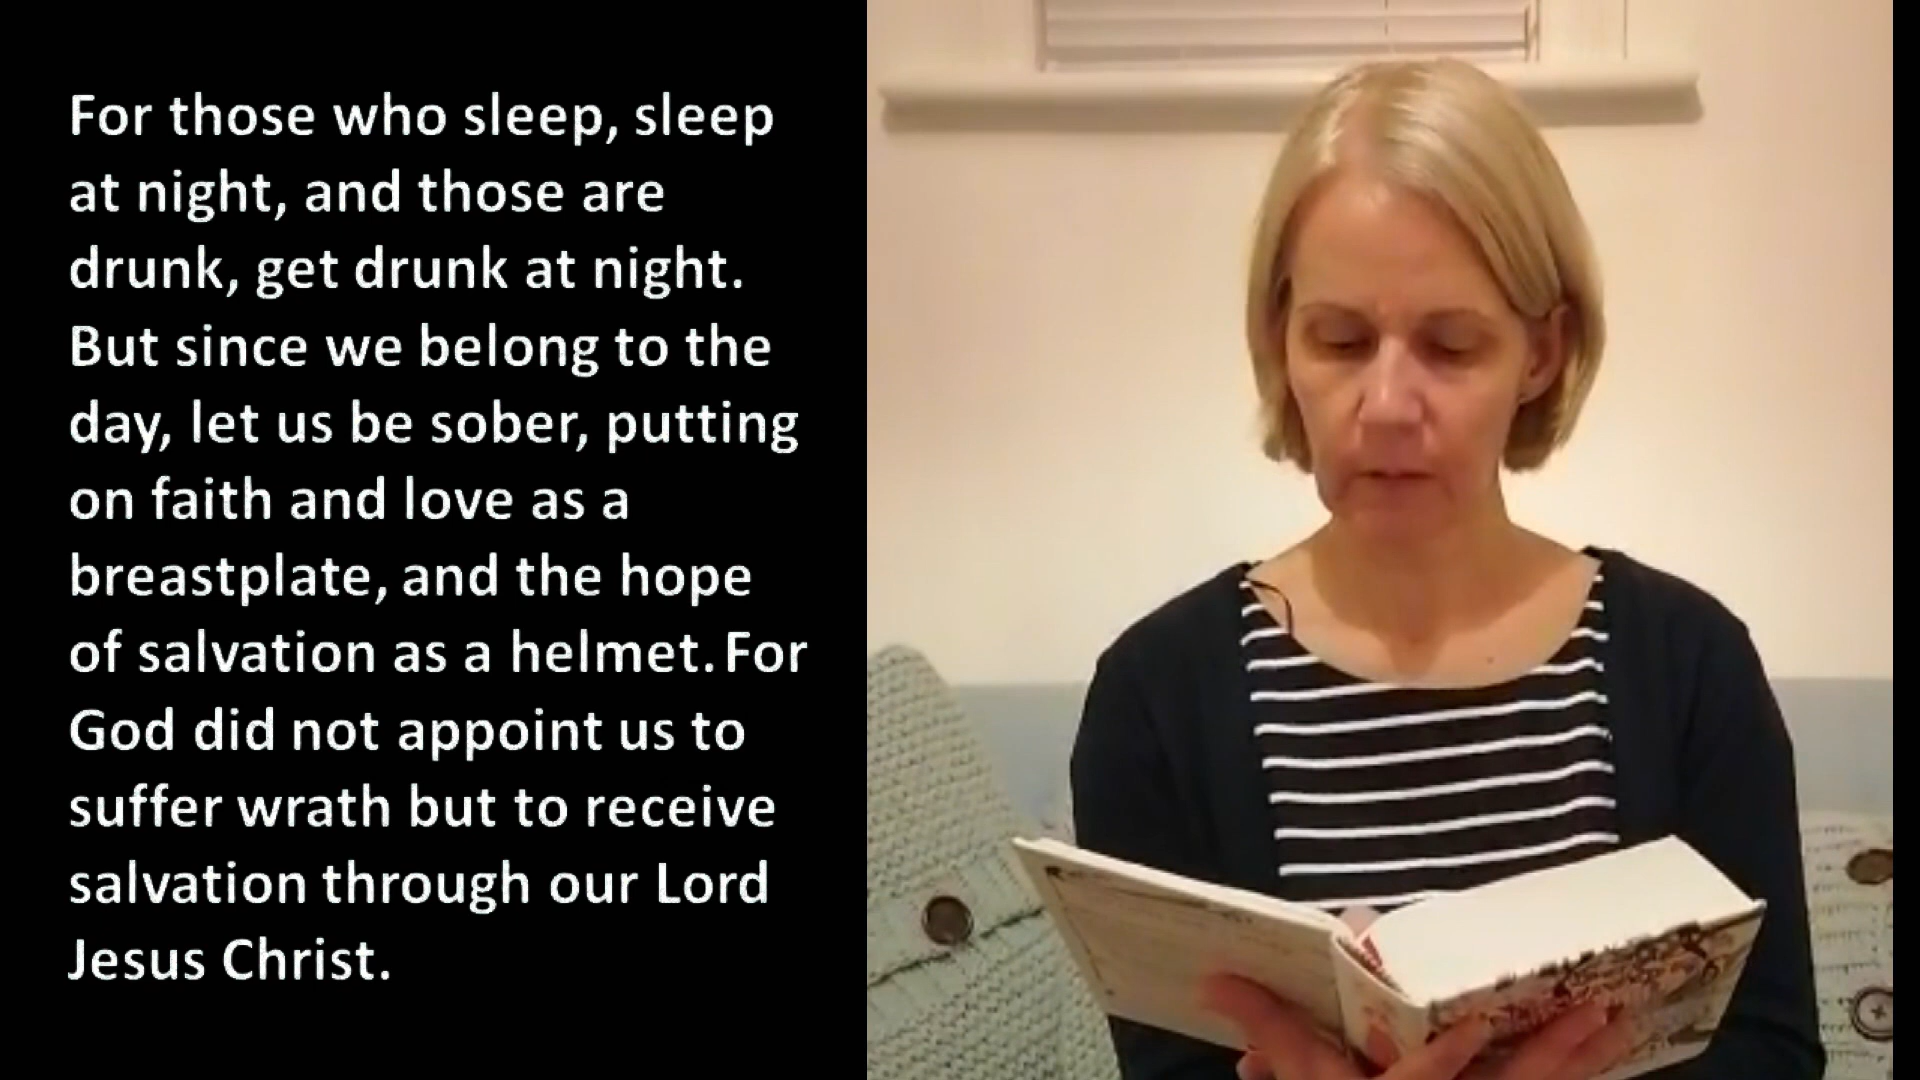 For those who sleep, sleep
at night, and those are
drunk, get drunk at night.
But since we belong to the
day, let us be sober, putting
on faith and love as a
breastplate, and the hope
of salvation as a helmet. For
God did not appoint us to
suffer wrath but to receive
salvation through our Lord
Jesus Christ.